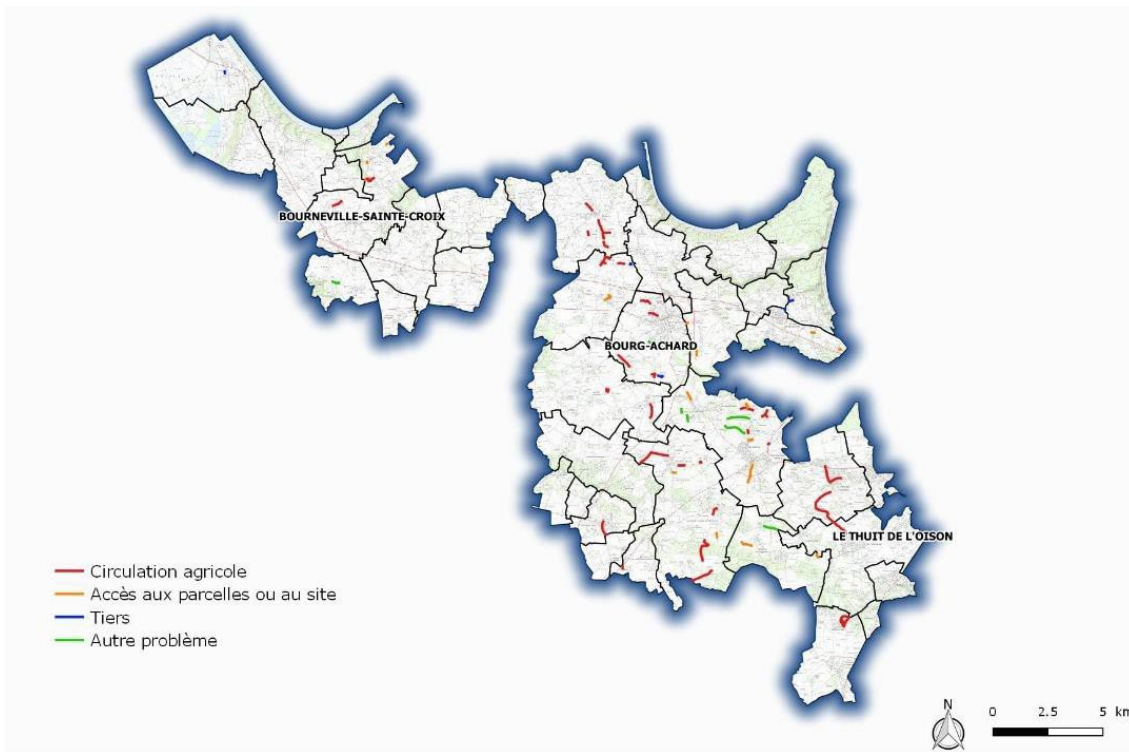 BOURNEVILLE-SAINTE-CROIX
BOURG-ACHARD
LE THUIT DE L'OISON
Circulation agricole
Accès aux parcelles ou au site
Tiers
Autre problème
N
0 2.5 5 km